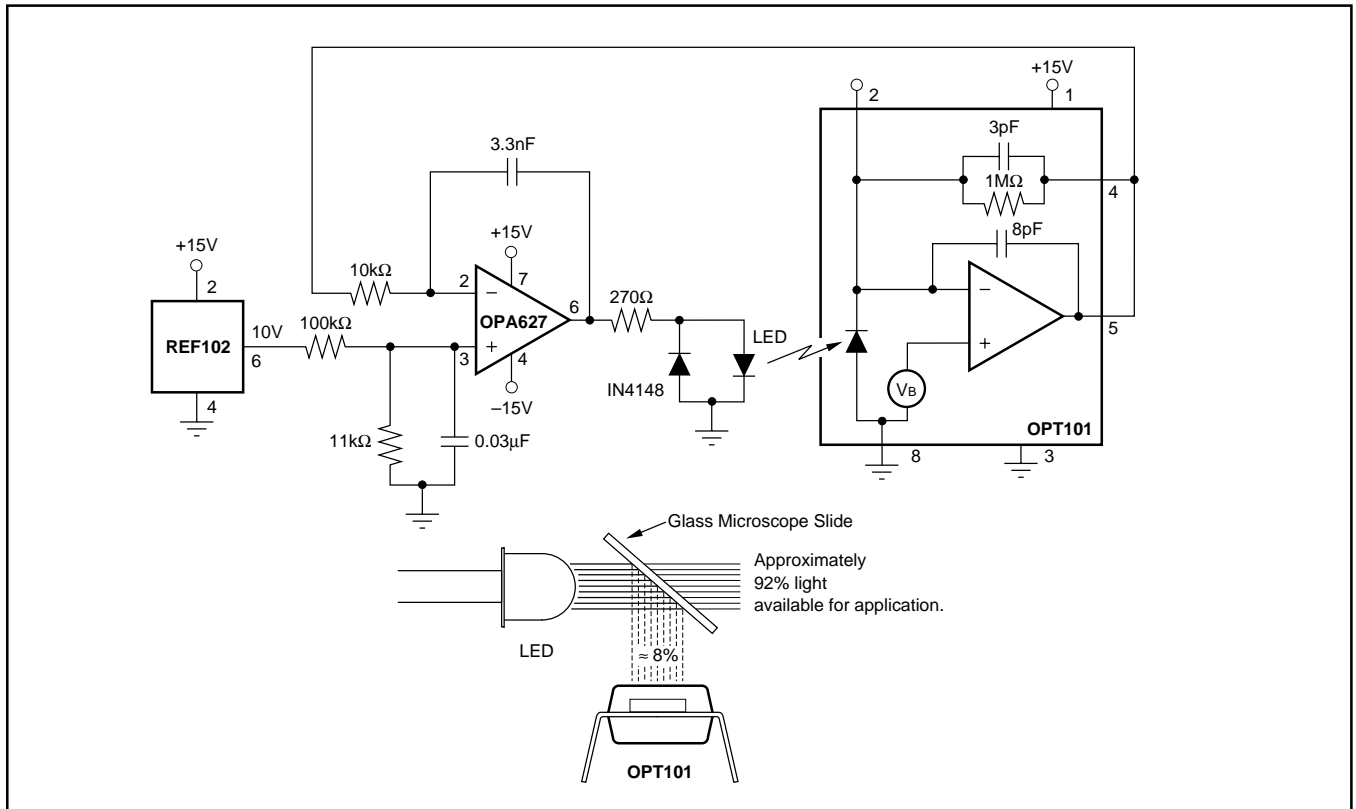 +15V
2
+15V
1
3pF
1MΩ
4
8pF
3.3nF
+15V
7
10kΩ
2
–
OPA627
6
270Ω
+
3
4
–15V
+15V
2
REF102
10V
6
4
100kΩ
11kΩ
0.03µF
IN4148
LED
–
+
5
VB
OPT101
8
3
Glass Microscope Slide
Approximately
92% light
available for application.
LED
≈ 8%
OPT101